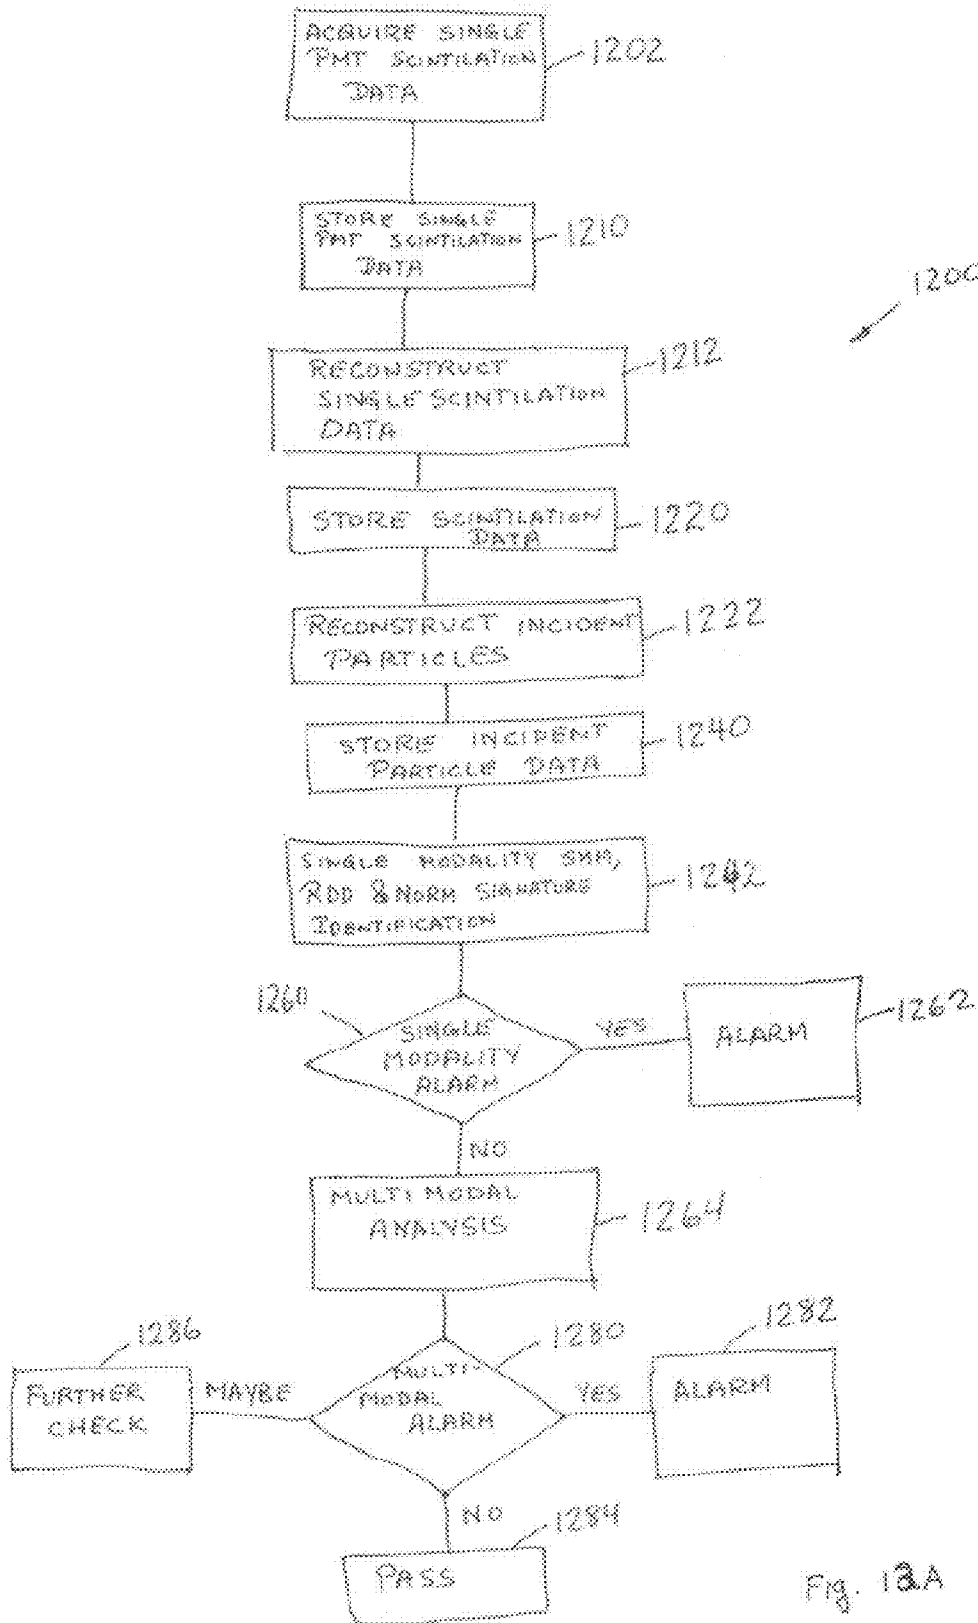 ACQUIRE SINGLE
PMT SCINTILATION
DATA
1202
STORE SINGLE
PMT SCINTILATION
DATA
1210
1200
RECONSTRUCT
SINGLE SCINTILATION
DATA
1212
STORE SCINTILATION
DATA
1220
RECONSTRUCT INCIDENT
PARTICLES
1222
STORE INCIDENT
PARTICLE DATA
1240
SINGLE MODALITY SNM,
RDD & NORM SIGNATURE
IDENTIFICATION
1242
1260
SINGLE
MODALITY
ALARM
YES
ALARM
1262
NO
MULTI MODAL
ANALYSIS
1264
1286
FURTHER
CHECK
MAYBE
MULTI-
MODAL
ALARM
1280
YES
ALARM
1282
NO
PASS
1284
Fig. 12A